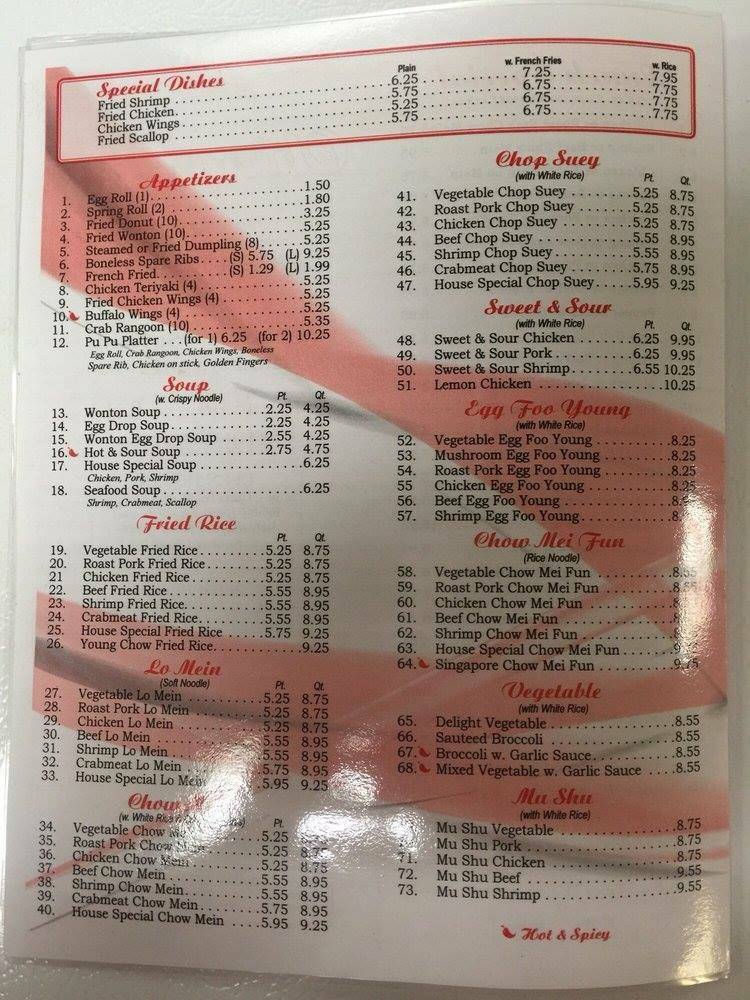 Special Dishes
Plain w. French Fries w. Rice
Fried Shrimp 6.25 7.25 7.95
Fried Chicken 5.75 6.75 7.75
Chicken Wings 5.25 6.75 7.75
Fried Scallop 5.75 6.75 7.75
Appetizers
1. Egg Roll (1) 1.50
2. Spring Roll (2) 1.80
3. Fried Donut (10) 3.25
4. Fried Wonton (10) 5.25
5. Steamed or Fried Dumpling (8) 5.25
6. Boneless Spare Ribs (S) 5.75 (L) 9.25
7. French Fried (S) 1.29 (L) 1.99
8. Chicken Teriyaki (4) 5.25
9. Fried Chicken Wings (4) 5.25
10. Buffalo Wings (4) 5.25
11. Crab Rangoon (10) 5.35
12. Pu Pu Platter (for 1) 6.25 (for 2) 10.25
Egg Roll, Crab Rangoon, Chicken Wings, Boneless
Spare Rib, Chicken on stick, Golden Fingers
Soup
(w. Crispy Noodle) Pt. Qt.
13. Wonton Soup 2.25 4.25
14. Egg Drop Soup 2.25 4.25
15. Wonton Egg Drop Soup 2.55 4.25
16. Hot & Sour Soup 2.75 4.75
17. House Special Soup 6.25
Chicken, Pork, Shrimp
18. Seafood Soup 6.25
Shrimp, Crabmeat, Scallop
Fried Rice
Pt. Qt.
19. Vegetable Fried Rice 5.25 8.75
20. Roast Pork Fried Rice 5.25 8.75
21 Chicken Fried Rice 5.25 8.75
22. Beef Fried Rice 5.55 8.95
23. Shrimp Fried Rice 5.55 8.95
24. Crabmeat Fried Rice 5.55 8.95
25. House Special Fried Rice 5.75 9.25
26. Young Chow Fried Rice 9.25
Lo Mein
(Soft Noodle) Pt. Qt.
27. Vegetable Lo Mein 5.25 8.75
28. Roast Pork Lo Mein 5.25 8.75
29. Chicken Lo Mein 5.25 8.75
30. Beef Lo Mein 5.55 8.95
31. Shrimp Lo Mein 5.55 8.95
32. Crabmeat Lo Mein 5.75 8.95
33. House Special Lo Mein 5.95 9.25
Chow
(w. White Rice Pt.
34. Vegetable Chow 5.25
35. Roast Pork Chow 5.25
36. Chicken Chow Mein 5.25 8.75
37. Beef Chow Mein 5.55 8.95
38. Shrimp Chow Mein 5.55 8.95
39. Crabmeat Chow Mein 5.75 8.95
40. House Special Chow Mein 5.95 9.25
Chop Suey
(with White Rice) Pt. Qt.
41. Vegetable Chop Suey 5.25 8.75
42. Roast Pork Chop Suey 5.25 8.75
43. Chicken Chop Suey 5.25 8.75
44. Beef Chop Suey 5.55 8.95
45. Shrimp Chop Suey 5.55 8.95
46. Crabmeat Chop Suey 5.75 8.95
47. House Special Chop Suey 5.95 9.25
Sweet & Sour
(with White Rice) Pt. Qt.
48. Sweet & Sour Chicken 6.25 9.95
49. Sweet & Sour Pork 6.25 9.95
50. Sweet & Sour Shrimp 6.55 10.25
51. Lemon Chicken 10.25
Egg Foo Young
(with White Rice)
52. Vegetable Egg Foo Young 8.25
53. Mushroom Egg Foo Young 8.25
54. Roast Pork Egg Foo Young 8.25
55 Chicken Egg Foo Young 8.25
56. Beef Egg Foo Young
57. Shrimp Egg Foo Young
Chow Mei Fun
(Rice Noodle)
58. Vegetable Chow Mei Fun 8.55
59. Roast Pork Chow Mei Fun 8.55
60. Chicken Chow Mei Fun
61. Beef Chow Mei Fun
62. Shrimp Chow Mei Fun
63. House Special Chow Mei Fun
64. Singapore Chow Mei Fun 9.75
Vegetable
(with White Rice)
65. Delight Vegetable 8.55
66. Sauteed Broccoli 8.55
67. Broccoli w. Garlic Sauce 8.55
68. Mixed Vegetable w. Garlic Sauce 8.55
Mu Shu
(with White Rice)
Mu Shu Vegetable 8.75
Mu Shu Pork 8.75
71. Mu Shu Chicken 8.75
72. Mu Shu Beef 9.55
73. Mu Shu Shrimp 9.55
Hot & Spicy